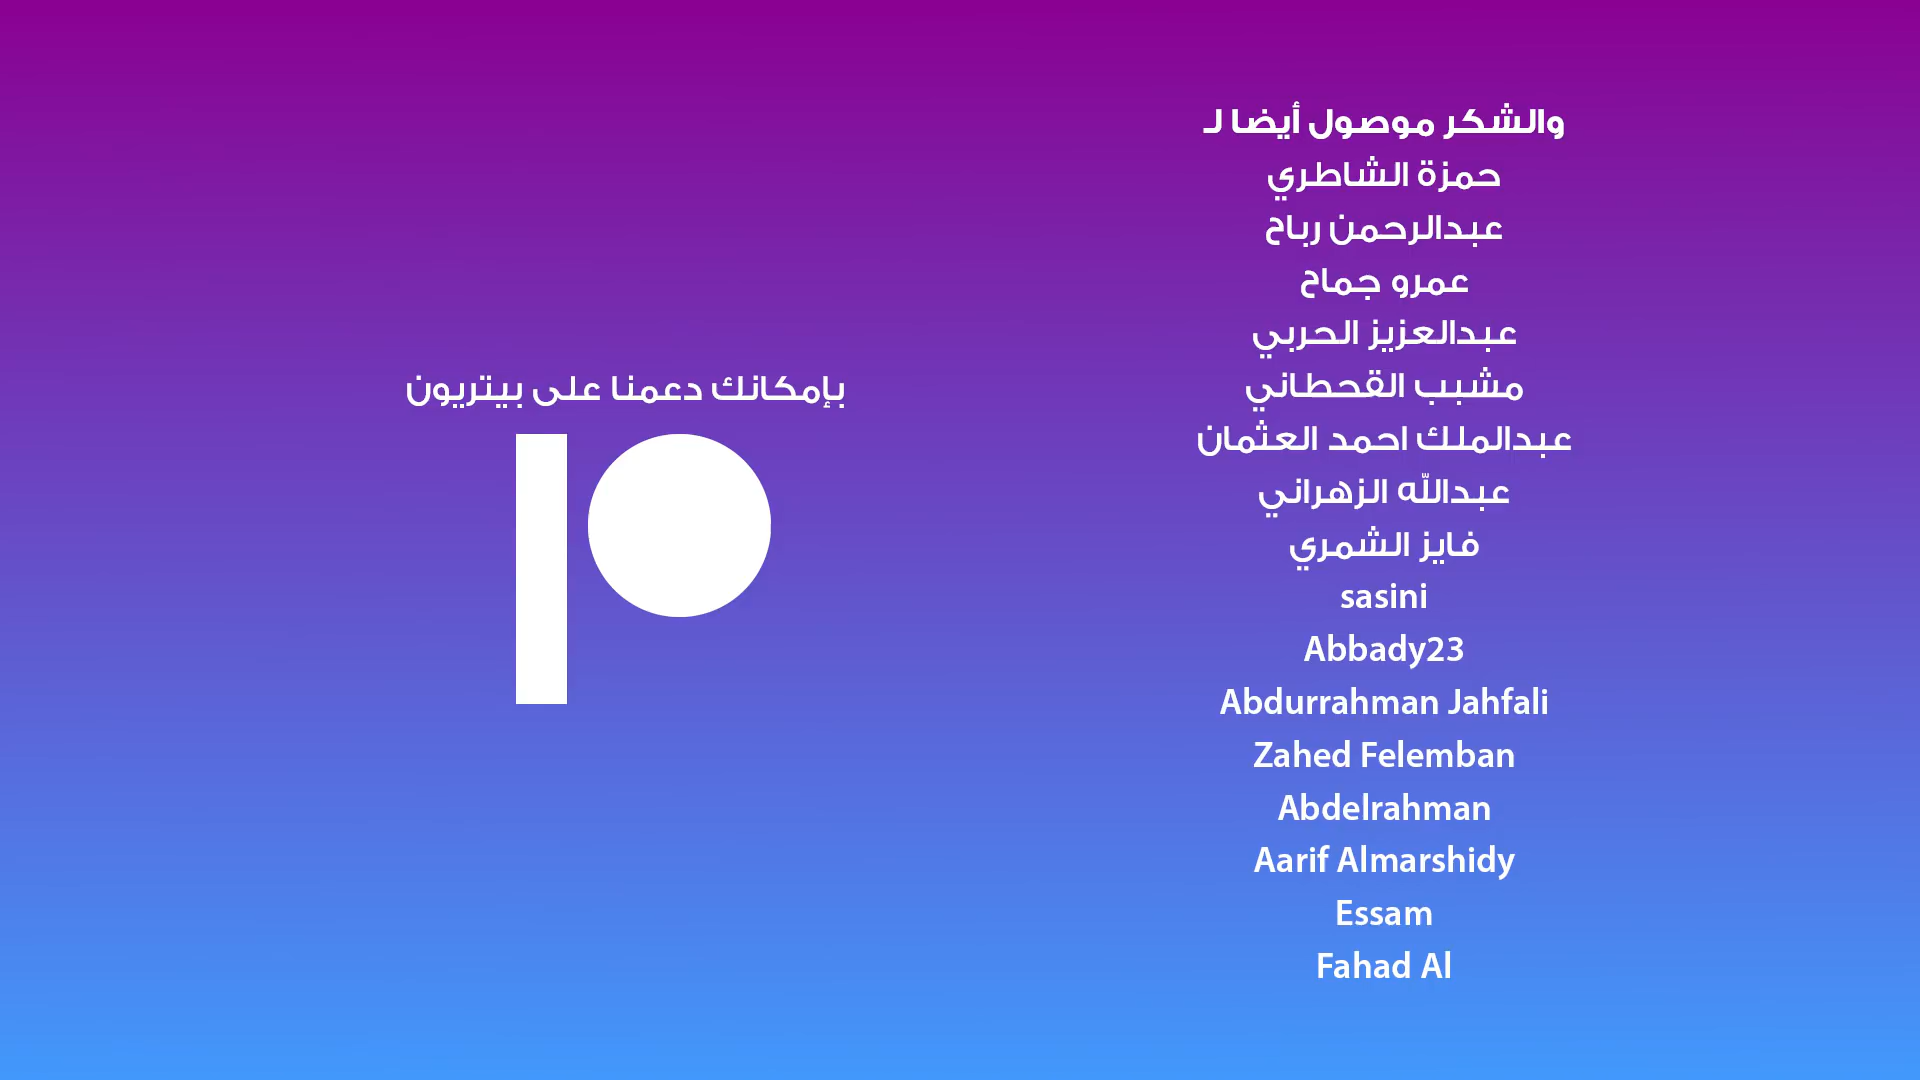 والشكر موصول أيضا لـ
حمزة الشاطري
عبدالرحمن رباح
عمرو جماح
عبدالعزيز الحربي
مشبب القحطاني
عبدالملك احمد العثمان
عبدالله الزهراني
فايز الشمري
sasini
Abbady23
Abdurrahman Jahfali
Zahed Felemban
Abdelrahman
Aarif Almarshidy
Essam
Fahad Al
بإمكانك دعمنا على بيتريون